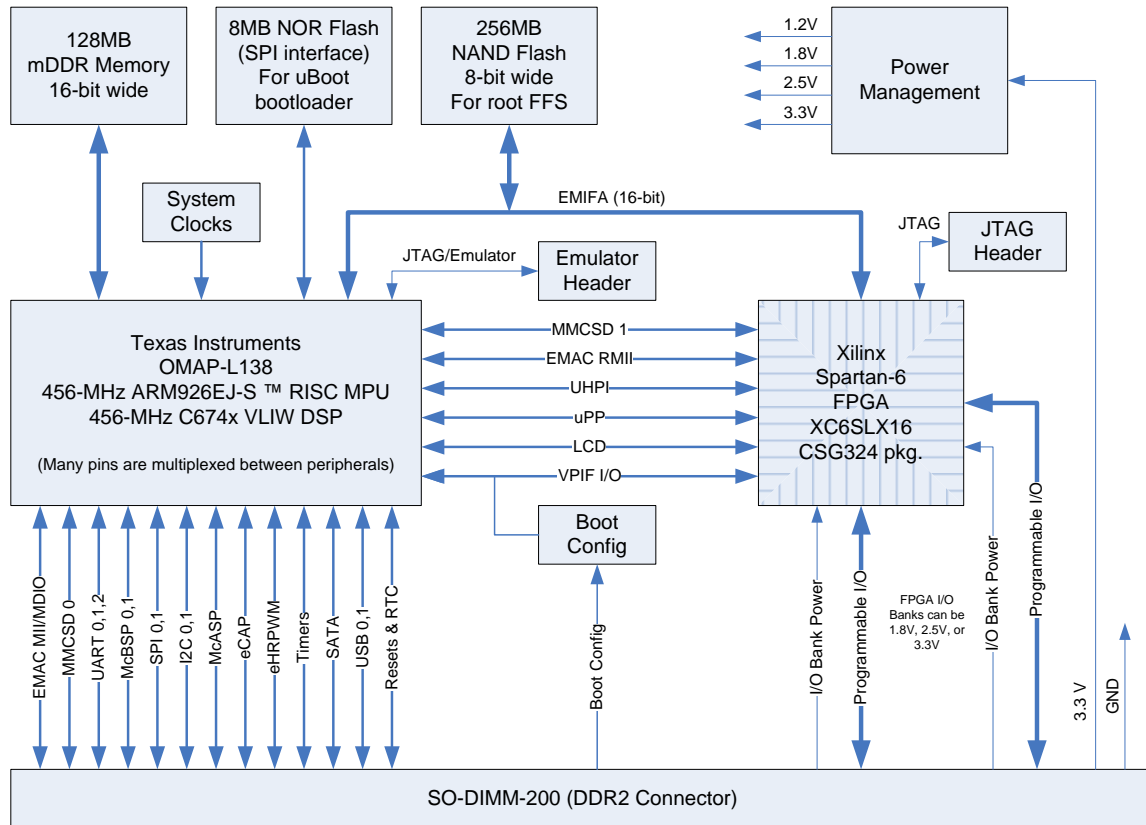 128MB
mDDR Memory
16-bit wide
8MB NOR Flash
(SPI interface)
For uBoot
bootloader
256MB
NAND Flash
8-bit wide
For root FFS
1.2V
1.8V
2.5V
3.3V
Power
Management
System
Clocks
EMIFA (16-bit)
JTAG/Emulator
Emulator
Header
JTAG
JTAG
Header
Texas Instruments
OMAP-L138
456-MHz ARM926EJ-S ™ RISC MPU
456-MHz C674x VLIW DSP
(Many pins are multiplexed between peripherals)
MMCSD 1
EMAC RMII
UHPI
uPP
LCD
VPIF I/O
Xilinx
Spartan-6
FPGA
XC6SLX16
CSG324 pkg.
Boot
Config
EMAC MII/MDIO
MMCSD 0
UART 0,1,2
McBSP 0,1
SPI 0,1
I2C 0,1
McASP
eCAP
eHRPWM
Timers
SATA
USB 0,1
Resets & RTC
Boot Config
I/O Bank Power
Programmable I/O
FPGA I/O
Banks can be
1.8V, 2.5V, or
3.3V
I/O Bank Power
Programmable I/O
3.3 V
GND
SO-DIMM-200 (DDR2 Connector)